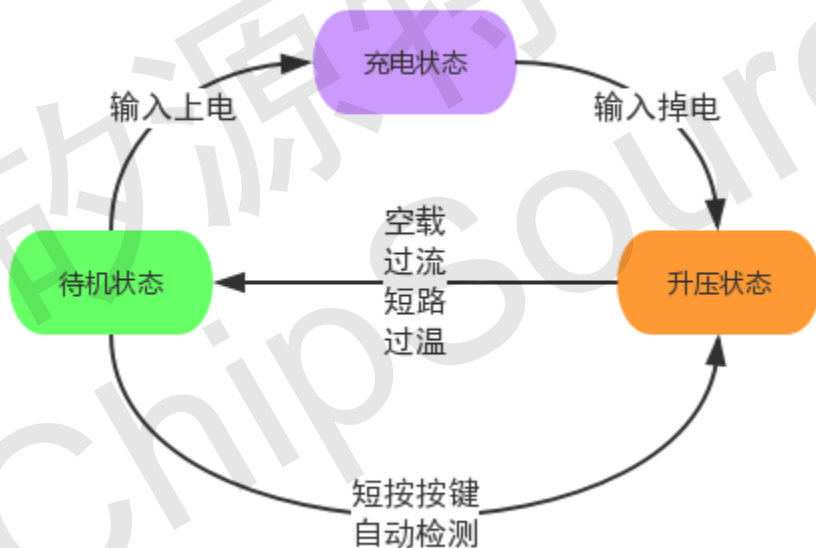 充电状态
输入上电
输入掉电
空载
过流
短路
过温
待机状态
升压状态
短按按键
自动检测
ChipSour